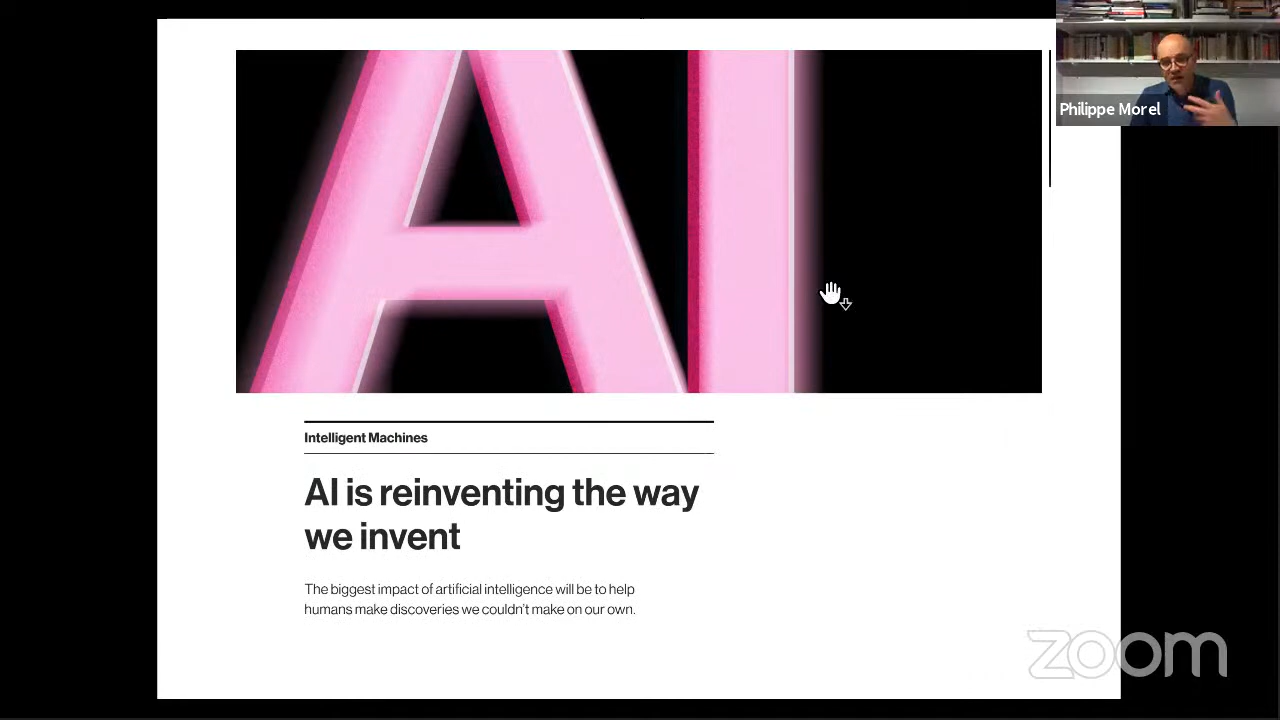 AI
Philippe Morel
Intelligent Machines
AI is reinventing the way
we invent
The biggest impact of artificial intelligence will be to help
humans make discoveries we couldn't make on our own.
zoom